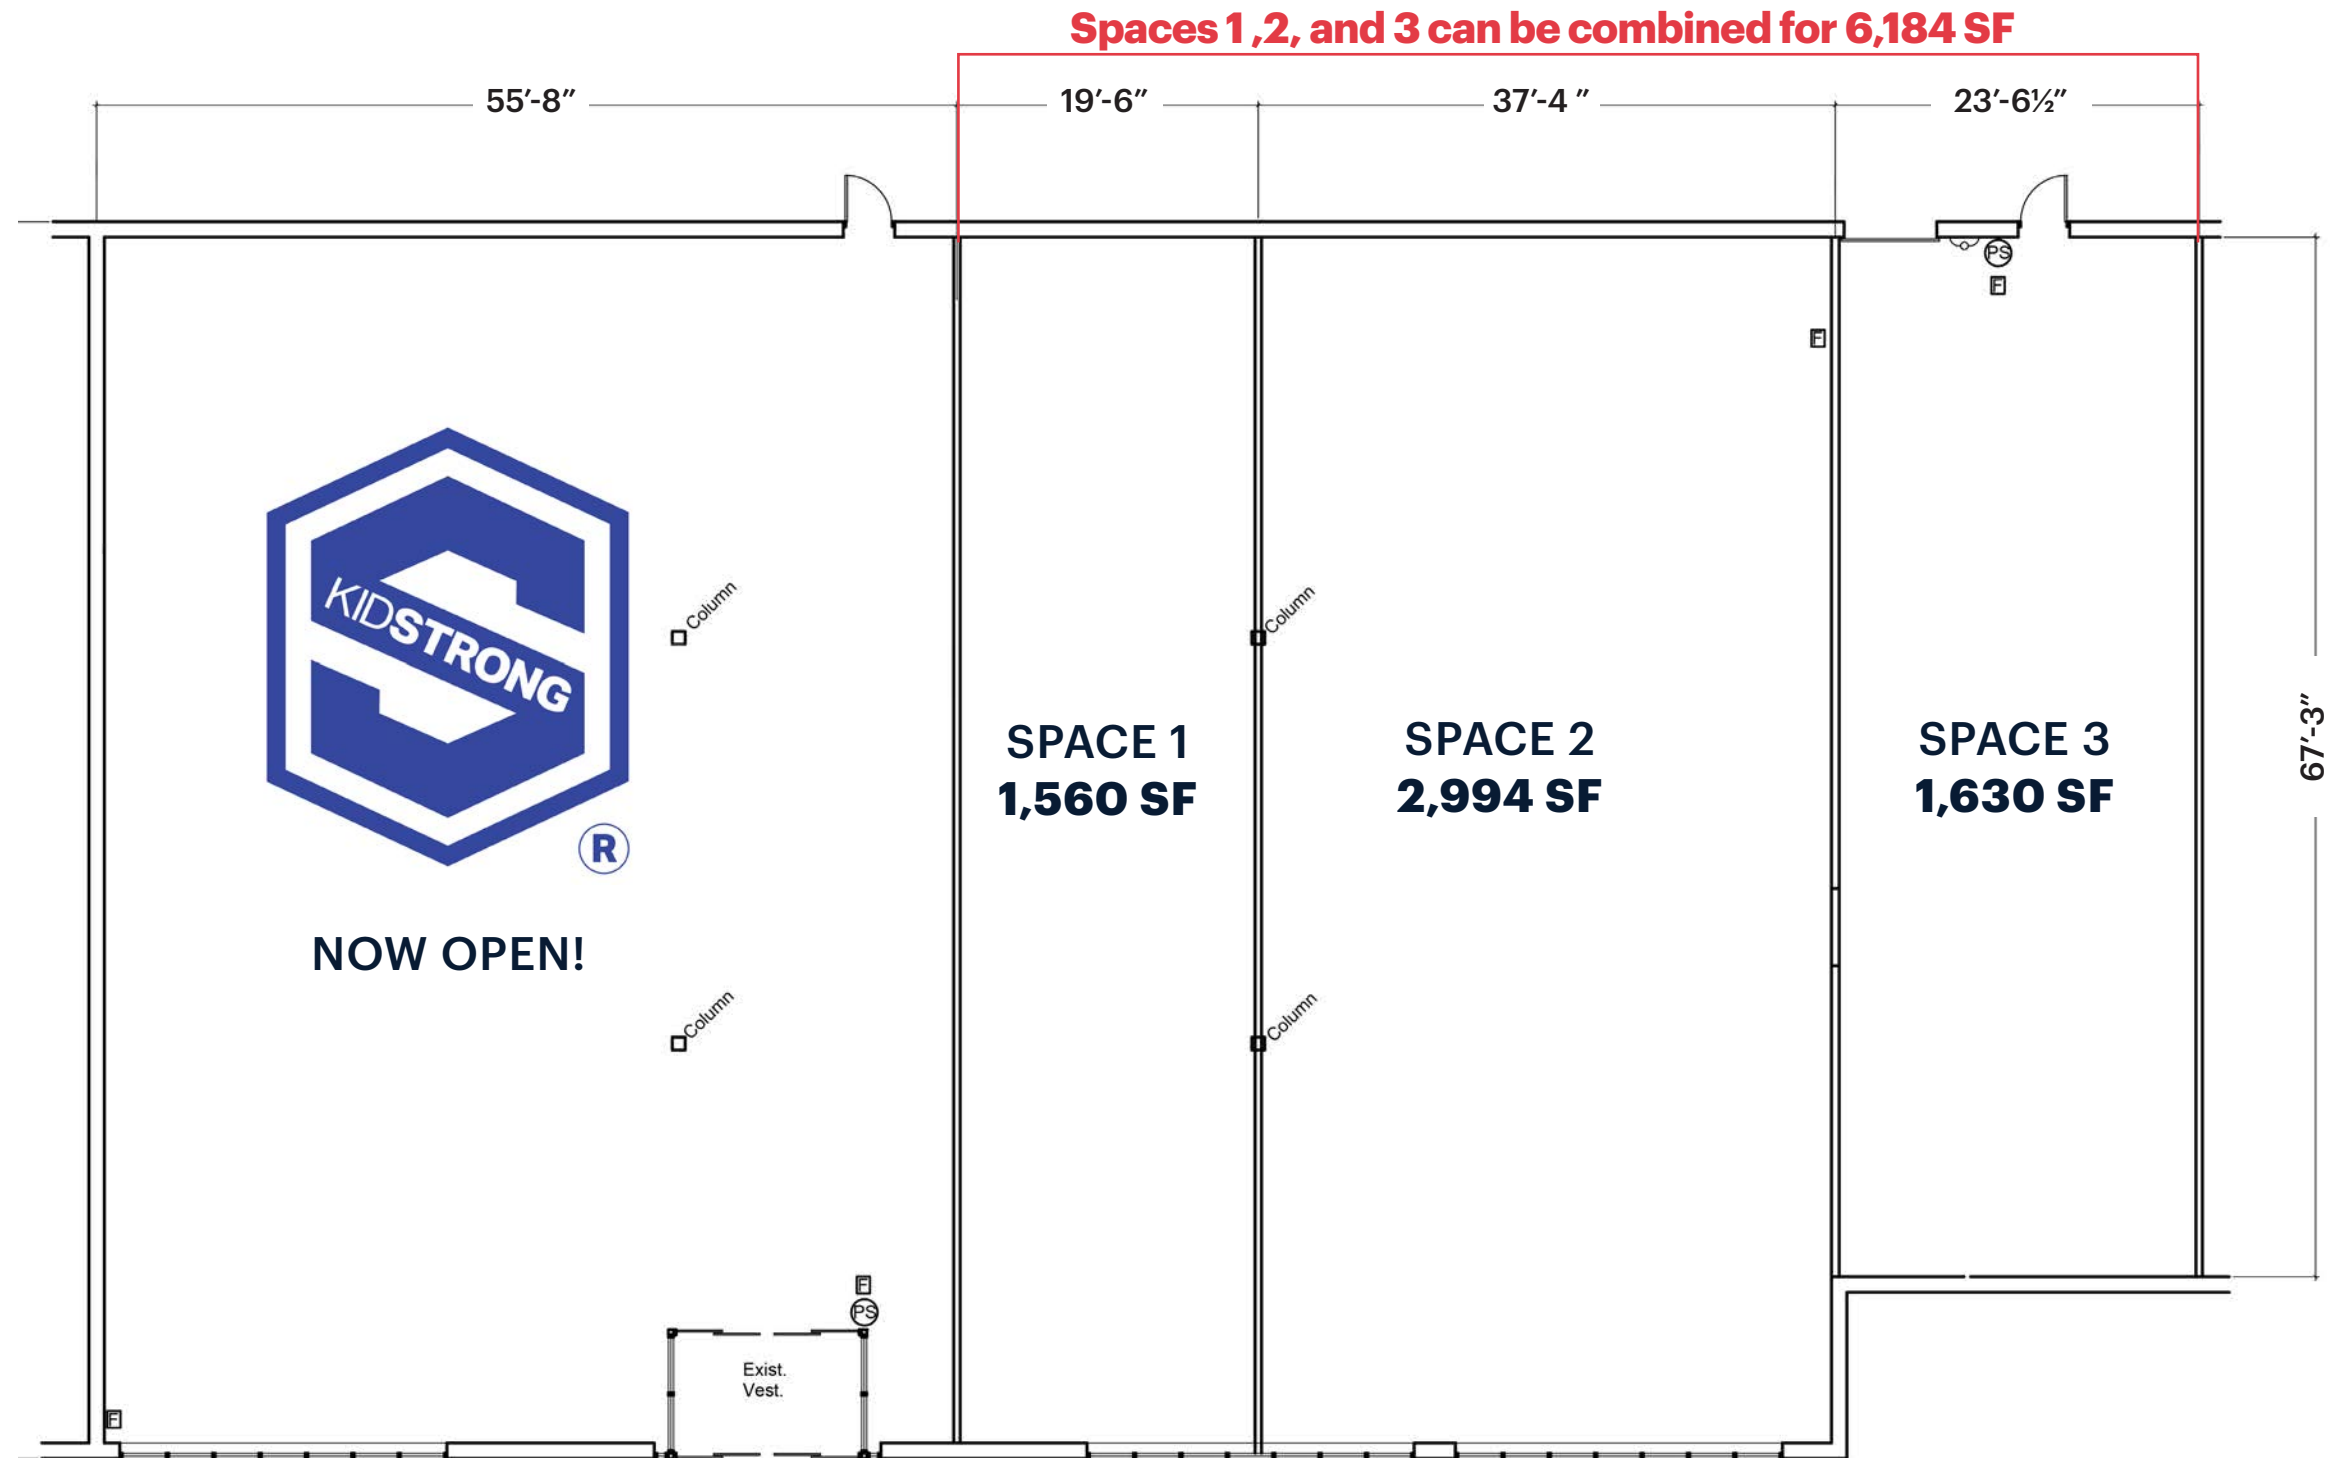 Spaces 1 ,2, and 3 can be combined for 6,184 SF
55′-8″
19′-6″
37′-4 ″
23′-6½″
PS
F
F
Column
Column
KIDSTRONG
®
NOW OPEN!
SPACE 1
1,560 SF
SPACE 2
2,994 SF
SPACE 3
1,630 SF
67′-3″
Column
Column
F
PS
Exist.
Vest.
F